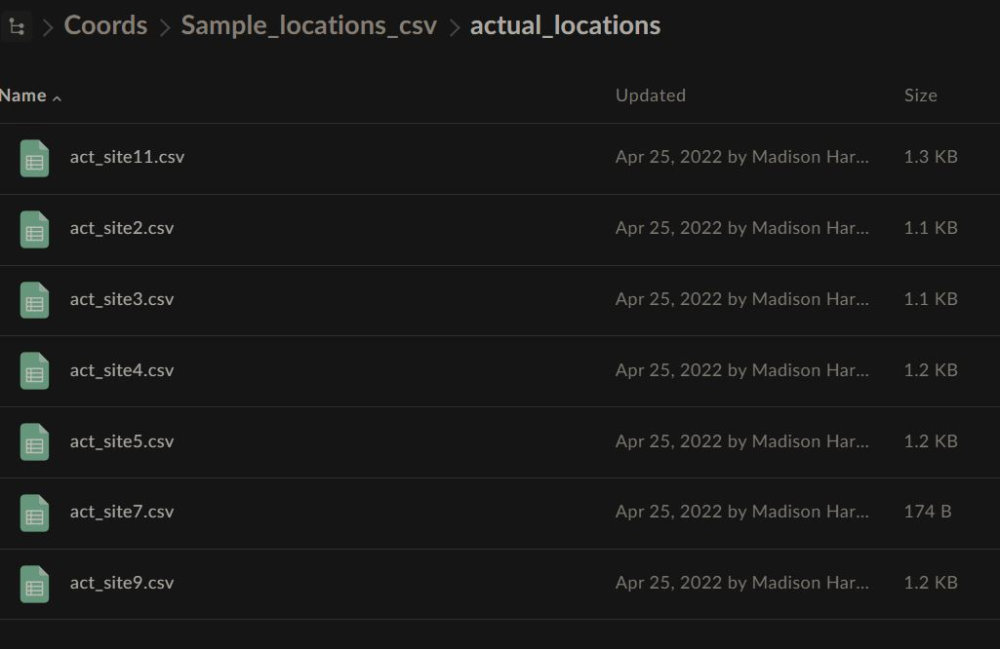 Coords > Sample_locations_csv > actual_locations
Name Updated Size
act_site11.csv Apr 25, 2022 by Madison Har... 1.3 KB
act_site2.csv Apr 25, 2022 by Madison Har... 1.1 KB
act_site3.csv Apr 25, 2022 by Madison Har... 1.1 KB
act_site4.csv Apr 25, 2022 by Madison Har... 1.2 KB
act_site5.csv Apr 25, 2022 by Madison Har... 1.2 KB
act_site7.csv Apr 25, 2022 by Madison Har... 174 B
act_site9.csv Apr 25, 2022 by Madison Har... 1.2 KB